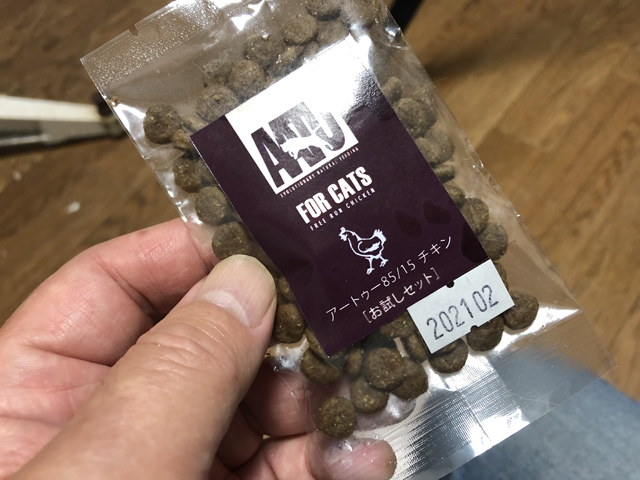 AATU
EVOLUTIONARY NATURAL FEEDING
FOR CATS
FREE RUN CHICKEN
アートゥー85/15 チキン
[お試しセット]
202102